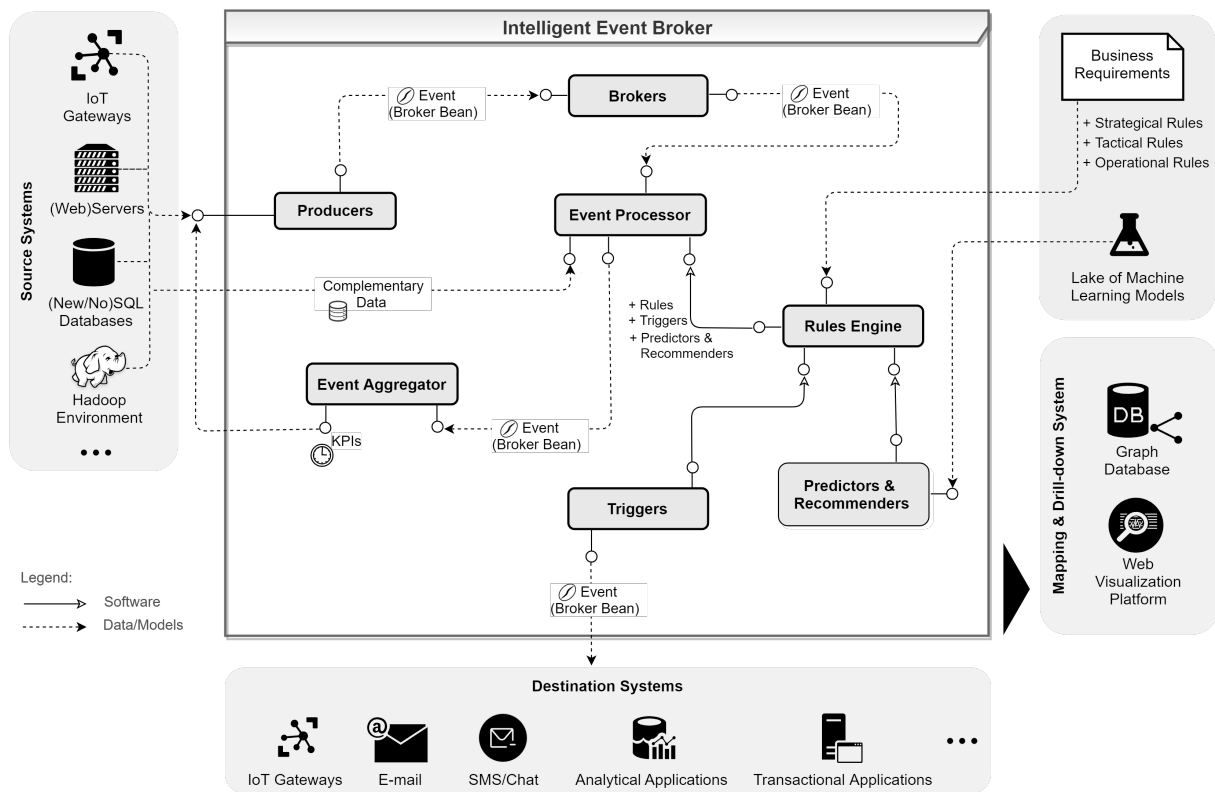 Intelligent Event Broker
Source Systems
IoT
Gateways
(Web)Servers
(New/No)SQL
Databases
Hadoop
Environment
•••
Producers
Event
(Broker Bean)
Brokers
Event
(Broker Bean)
Event Processor
Complementary
Data
+ Rules
+ Triggers
+ Predictors &
Recommenders
Rules Engine
Event Aggregator
KPIs
Event
(Broker Bean)
Triggers
Predictors &
Recommenders
Event
(Broker Bean)
Business
Requirements
+ Strategical Rules
+ Tactical Rules
+ Operational Rules
Lake of Machine
Learning Models
Mapping & Drill-down System
DB
Graph
Database
Web
Visualization
Platform
Legend:
Software
Data/Models
Destination Systems
IoT Gateways
@
E-mail
SMS/Chat
Analytical Applications
Transactional Applications
•••